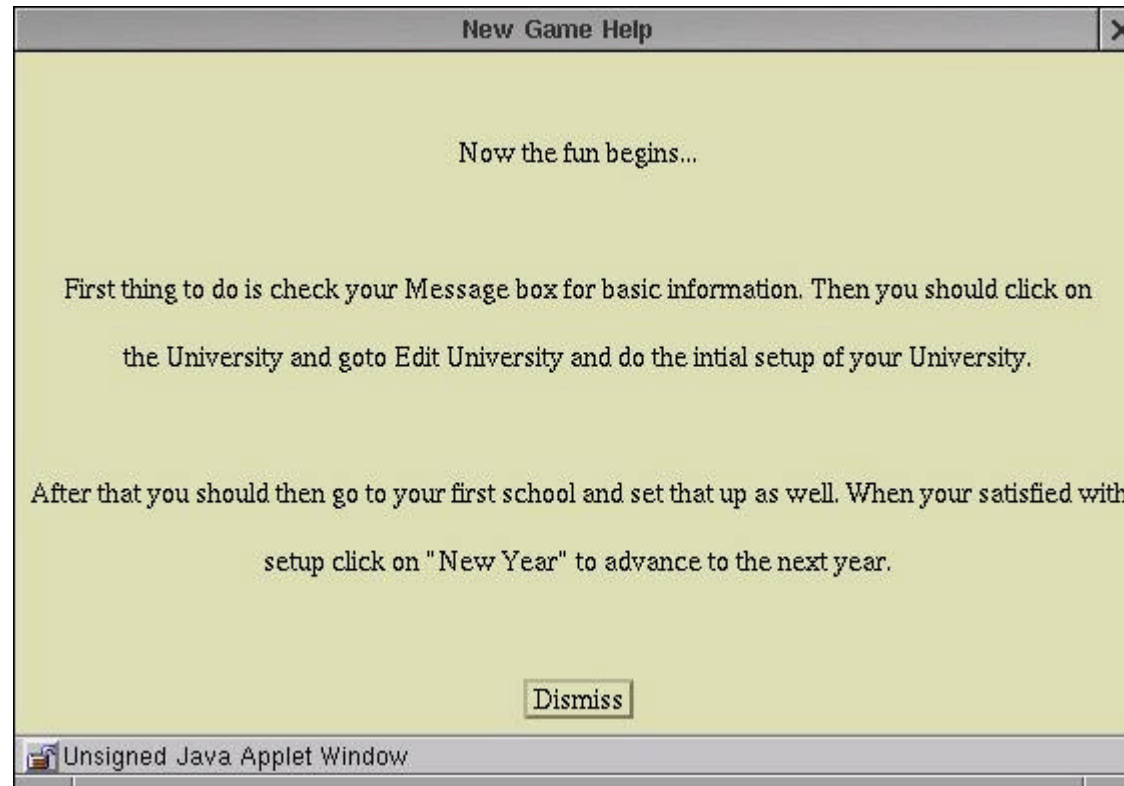 New Game Help
Now the fun begins...
First thing to do is check your Message box for basic information. Then you should click on
the University and goto Edit University and do the intial setup of your University.
After that you should then go to your first school and set that up as well. When your satisfied with
setup click on "New Year" to advance to the next year.
Dismiss
Unsigned Java Applet Window